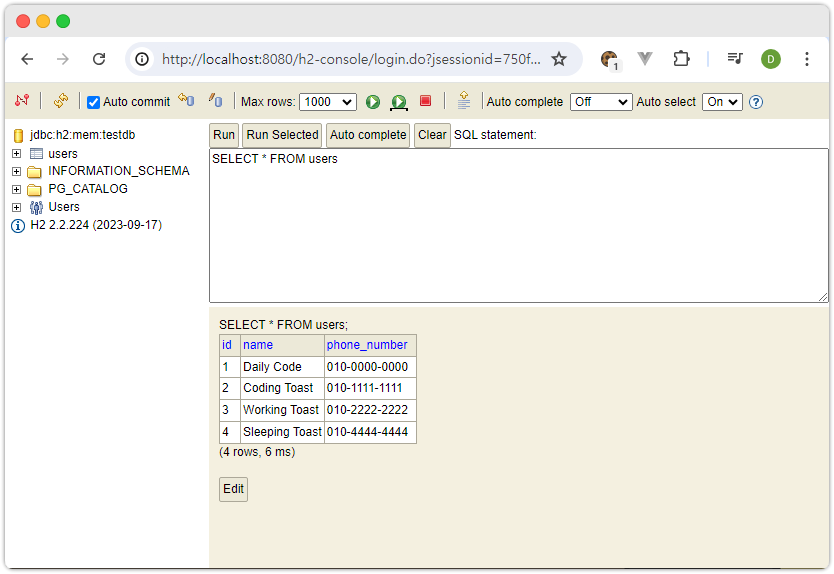 http://localhost:8080/h2-console/login.do?jsessionid=750f...
1
D
Auto commit
Max rows: 1000
SQL
Auto complete Off
Auto select On
?
jdbc:h2:mem:testdb
users
INFORMATION_SCHEMA
PG_CATALOG
Users
H2 2.2.224 (2023-09-17)
Run Run Selected Auto complete Clear SQL statement:
SELECT * FROM users
SELECT * FROM users;
id name phone_number
1 Daily Code 010-0000-0000
2 Coding Toast 010-1111-1111
3 Working Toast 010-2222-2222
4 Sleeping Toast 010-4444-4444
(4 rows, 6 ms)
Edit